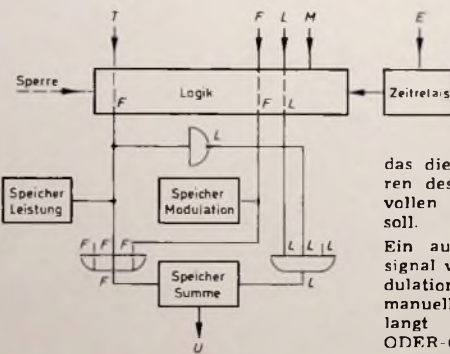 T F L M E
Sperre
Logik
Zeitrelais
F F L
L
Speicher
Leistung
Speicher
Modulation
F F F L L L
F L
Speicher
Summe
U
das die
ren des
vollen
soll.
Ein au
signal v
dulation
manuell
langt
ODER-